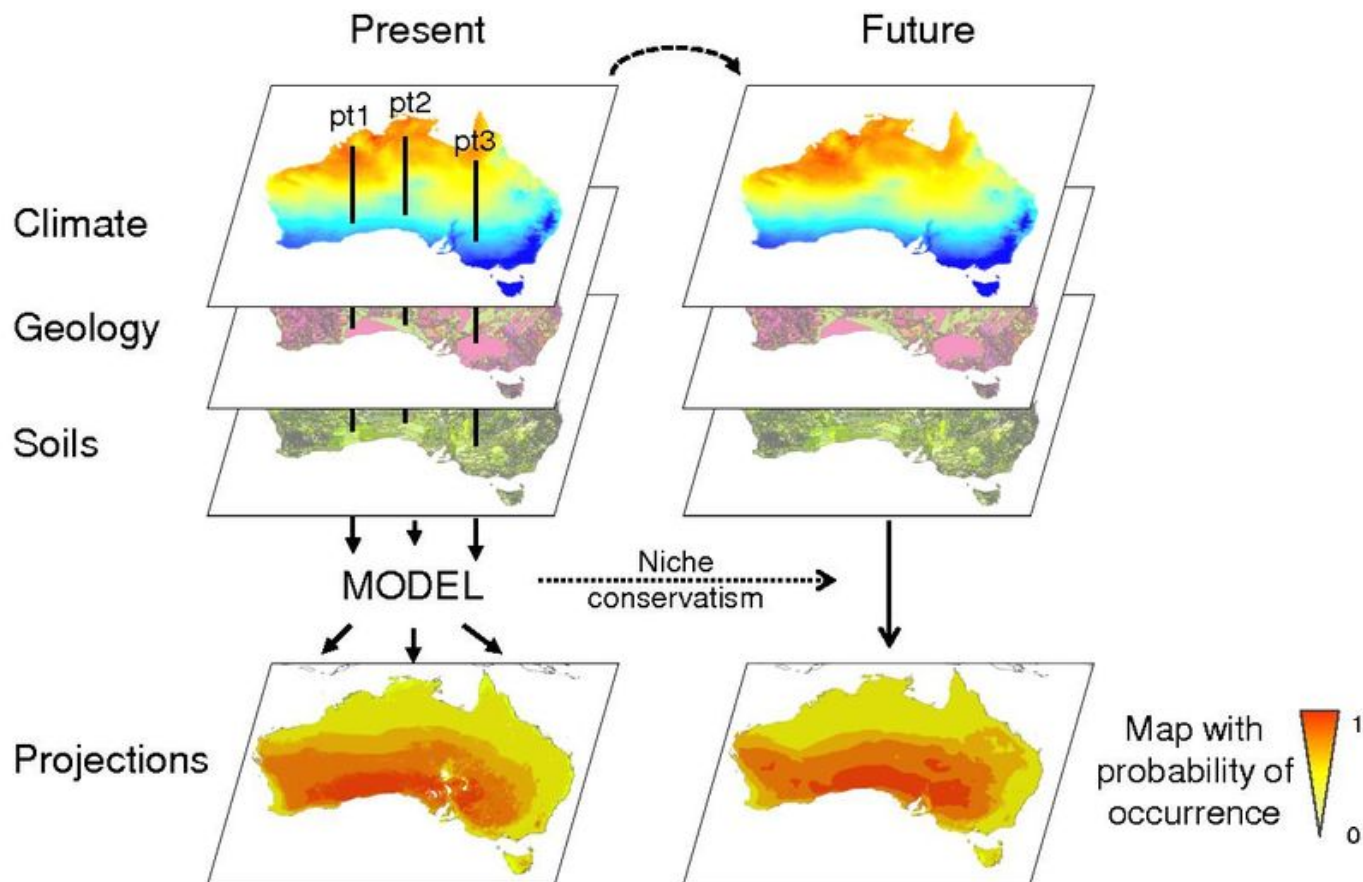 Present
Future
pt1
pt2
pt3
Climate
Geology
Soils
MODEL
Niche
conservatism
Projections
Map with
probability of
occurrence
1
0